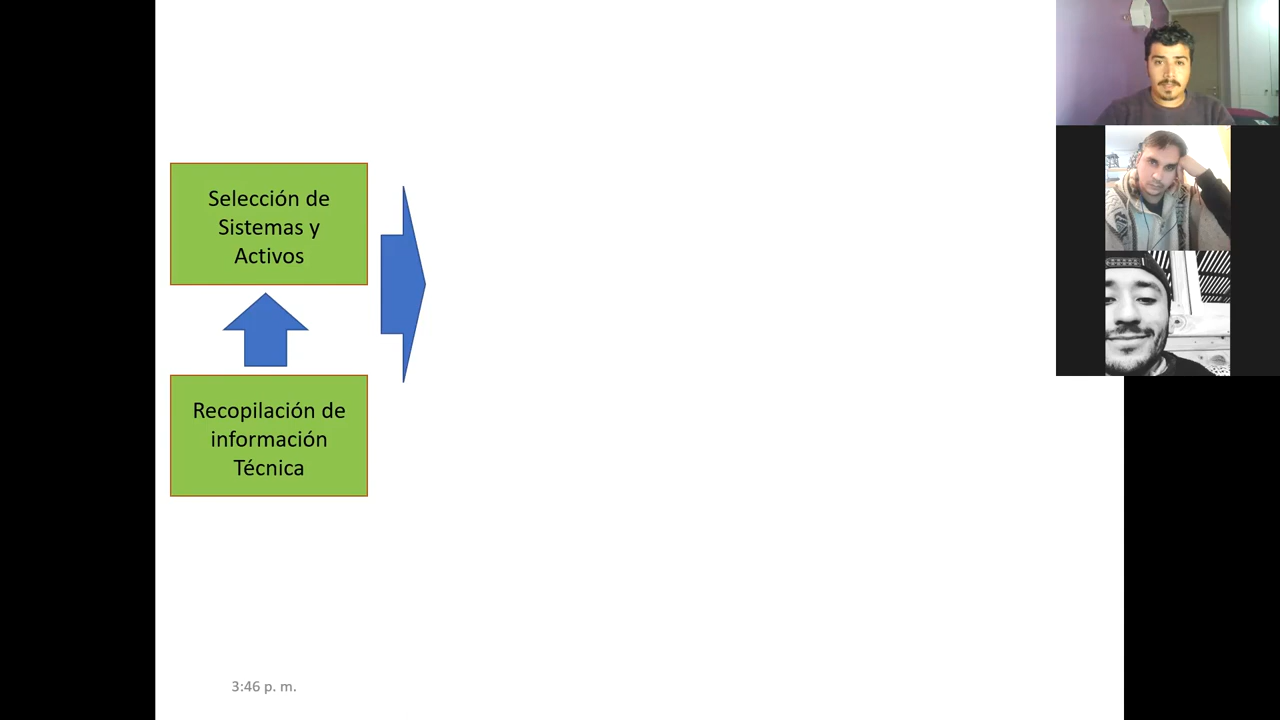 Selección de
Sistemas y
Activos
Recopilación de
información
Técnica
3:46 p. m.